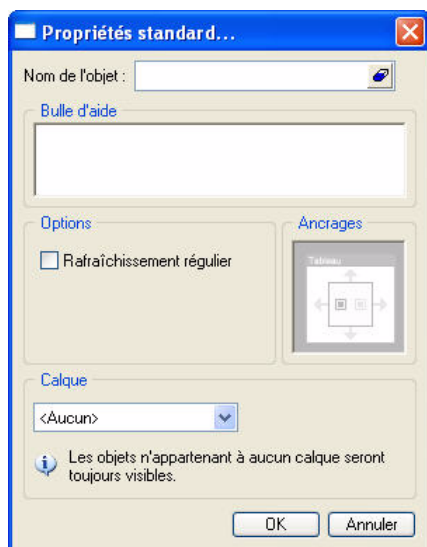 Propriétés standard...
Nom de l'objet :
Bulle d'aide
Options
Ancrages
Rafraîchissement régulier
Tableau
Calque
<Aucun>
Les objets n'appartenant à aucun calque seront
toujours visibles.
OK
Annuler